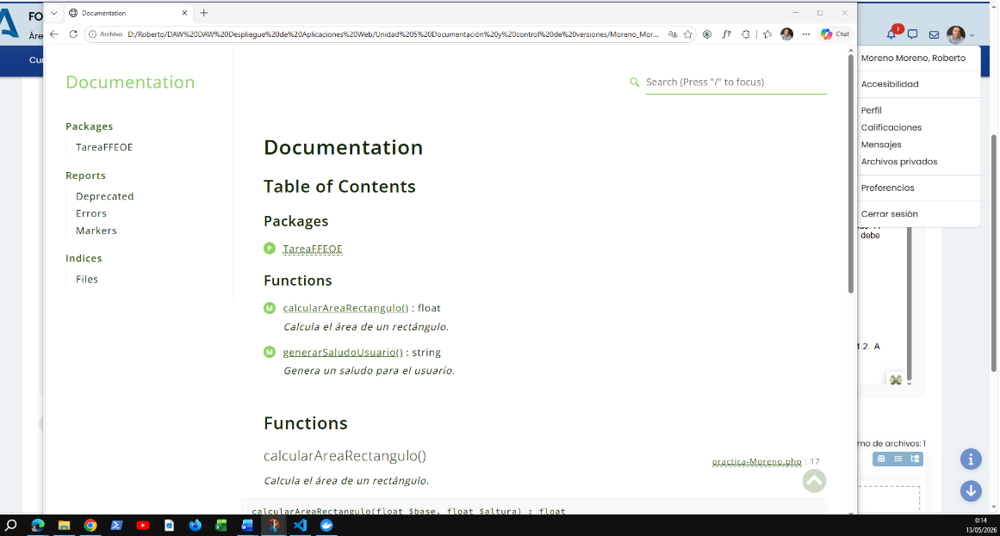 FO
Documentation
Áre
Archivo
D:/Roberto/DAW%20DAW%20Despliegue%20de%20Aplicaciones%20Web/Unidad%205%20Documentación%20y%20control%20de%20versiones/Moreno_Mor...
Chat
1
Cur
Moreno Moreno, Roberto
Accesibilidad
Perfil
Calificaciones
Mensajes
Archivos privados
Preferencias
Cerrar sesión
debe
1.2. A
mo de archivos: 1
Documentation
Search (Press "/" to focus)
Packages
TareaFFEOE
Reports
Deprecated
Errors
Markers
Indices
Files
Documentation
Table of Contents
Packages
P TareaFFEOE
Functions
M calcularAreaRectangulo() : float
Calcula el área de un rectángulo.
M generarSaludoUsuario() : string
Genera un saludo para el usuario.
Functions
calcularAreaRectangulo()
practica-Moreno.php : 17
Calcula el área de un rectángulo.
calcularAreaRectangulo(float $base, float $altura) : float
0:14
13/05/2026